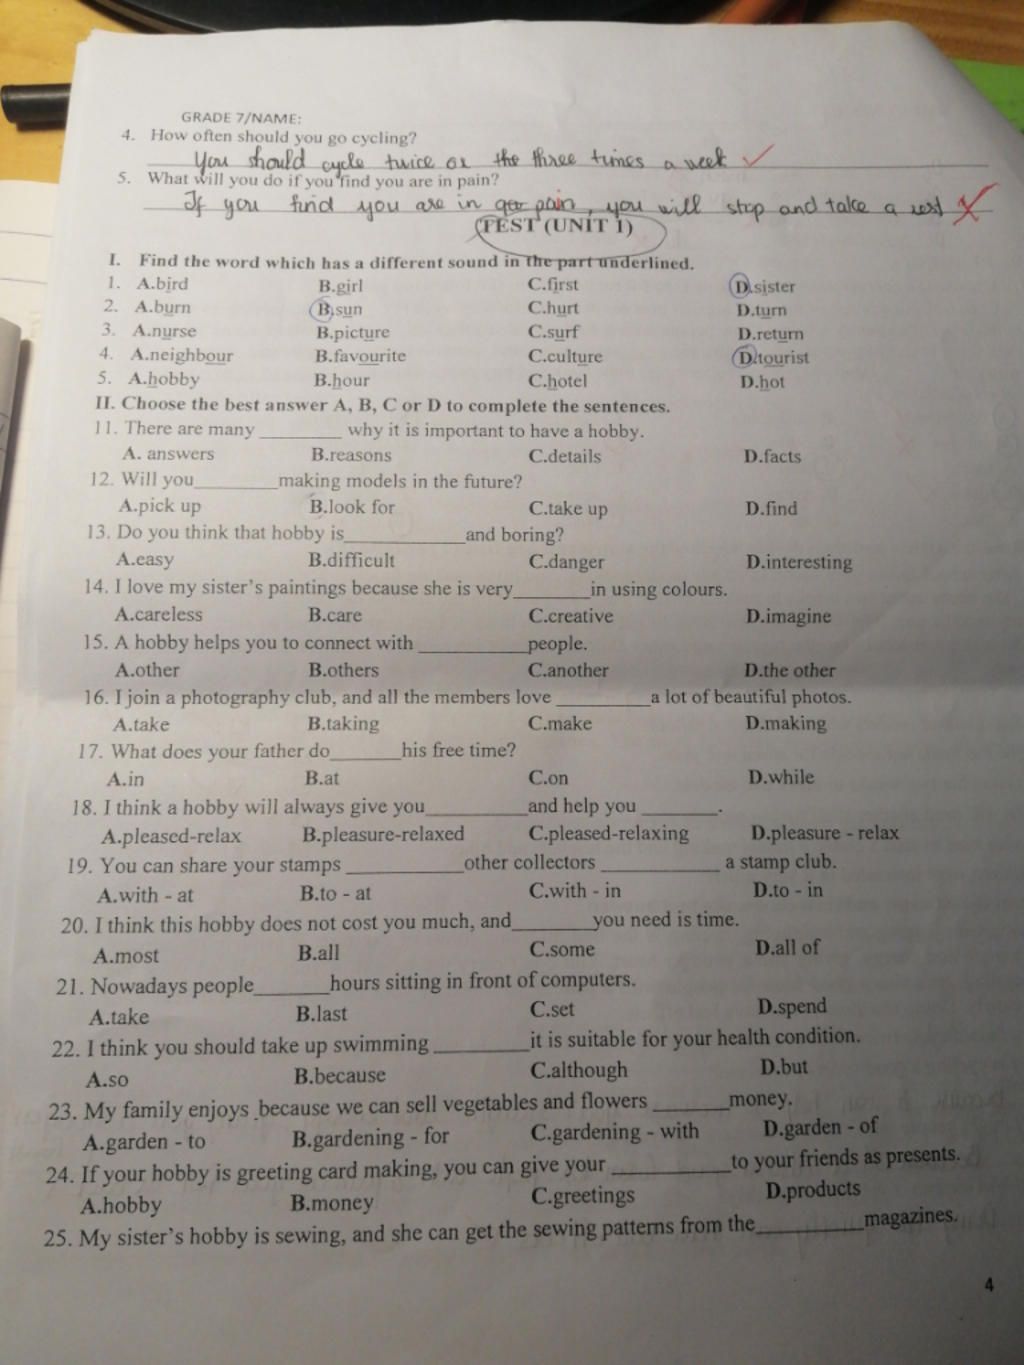 GRADE 7/NAME:
4. How often should you go cycling?
You should cycle twice or the three times a week
5. What will you do if you find you are in pain?
If you find you are in pain, you will stop and take a rest
TEST (UNIT 1)
I. Find the word which has a different sound in the part underlined.
1. A.bird B.girl C.first D.sister
2. A.burn B.sun C.hurt D.turn
3. A.nurse B.picture C.surf D.return
4. A.neighbour B.favourite C.culture D.tourist
5. A.hobby B.hour C.hotel D.hot
II. Choose the best answer A, B, C or D to complete the sentences.
11. There are many ________ why it is important to have a hobby.
A. answers B.reasons C.details D.facts
12. Will you________making models in the future?
A.pick up B.look for C.take up D.find
13. Do you think that hobby is____________and boring?
A.easy B.difficult C.danger D.interesting
14. I love my sister's paintings because she is very________in using colours.
A.careless B.care C.creative D.imagine
15. A hobby helps you to connect with ___________people.
A.other B.others C.another D.the other
16. I join a photography club, and all the members love _________a lot of beautiful photos.
A.take B.taking C.make D.making
17. What does your father do_______his free time?
A.in B.at C.on D.while
18. I think a hobby will always give you__________and help you ________.
A.pleased-relax B.pleasure-relaxed C.pleased-relaxing D.pleasure - relax
19. You can share your stamps ____________other collectors ____________ a stamp club.
A.with - at B.to - at C.with - in D.to - in
20. I think this hobby does not cost you much, and________you need is time.
A.most B.all C.some D.all of
21. Nowadays people_______hours sitting in front of computers.
A.take B.last C.set D.spend
22. I think you should take up swimming _________it is suitable for your health condition.
A.so B.because C.although D.but
23. My family enjoys because we can sell vegetables and flowers _______money.
A.garden - to B.gardening - for C.gardening - with D.garden - of
24. If your hobby is greeting card making, you can give your ___________to your friends as presents.
A.hobby B.money C.greetings D.products
25. My sister's hobby is sewing, and she can get the sewing patterns from the__________magazines.
4